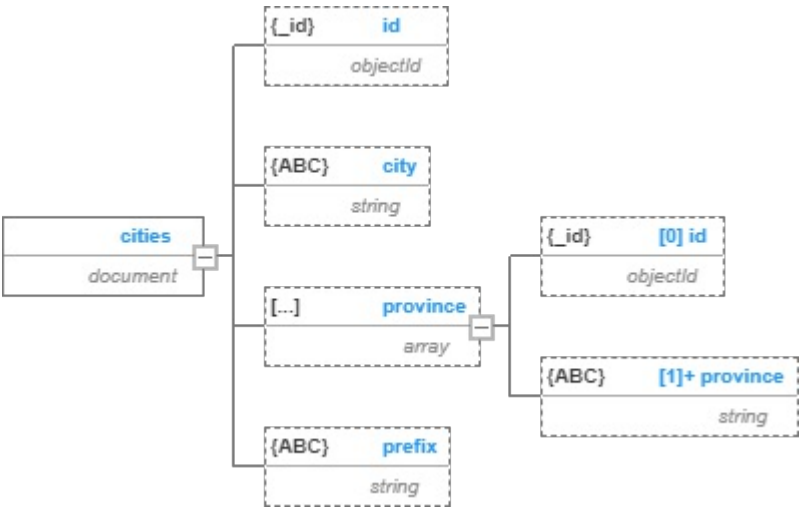 {_id} id
objectId
{ABC} city
string
cities
document
[...] province
array
{_id} [0] id
objectId
{ABC} [1]+ province
string
{ABC} prefix
string